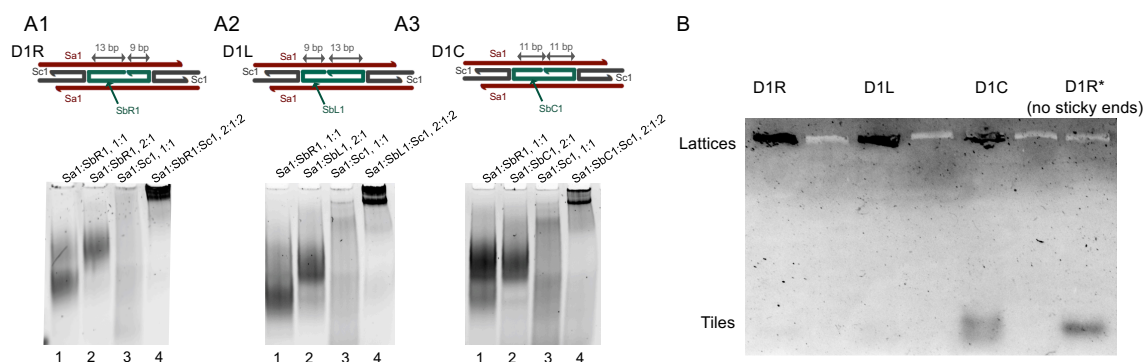 A1
D1R
13 bp
9 bp
Sa1
Sc1
Sc1
Sa1
SbR1
Sa1:SbR1, 1:1
Sa1:SbR1, 2:1
Sa1:Sc1, 1:1
Sa1:SbR1:Sc1, 2:1:2
1 2 3 4
A2
D1L
9 bp
13 bp
Sa1
Sc1
Sc1
Sa1
SbL1
Sa1:SbR1, 1:1
Sa1:SbL1, 2:1
Sa1:Sc1, 1:1
Sa1:SbL1:Sc1, 2:1:2
1 2 3 4
A3
D1C
11 bp
11 bp
Sa1
Sc1
Sc1
Sa1
SbC1
Sa1:SbR1, 1:1
Sa1:SbC1, 2:1
Sa1:Sc1, 1:1
Sa1:SbC1:Sc1, 2:1:2
1 2 3 4
B
D1R D1L D1C D1R*
(no sticky ends)
Lattices
Tiles